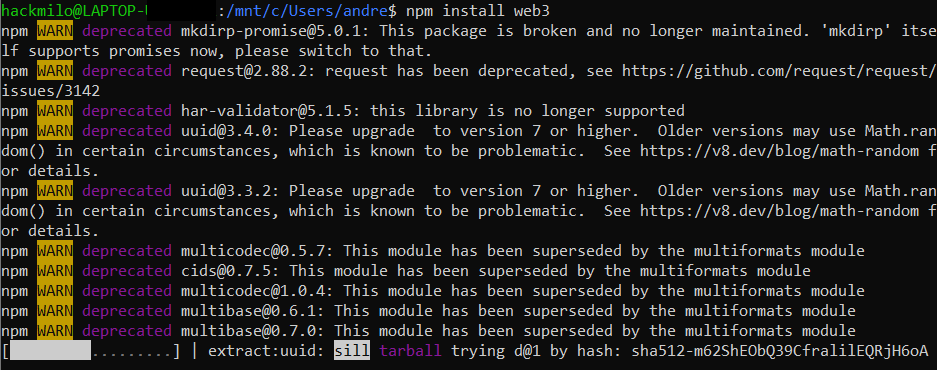 hackmilo@LAPTOP-U :/mnt/c/Users/andre$ npm install web3
npm WARN deprecated mkdirp-promise@5.0.1: This package is broken and no longer maintained. 'mkdirp' itse
lf supports promises now, please switch to that.
npm WARN deprecated request@2.88.2: request has been deprecated, see https://github.com/request/request/
issues/3142
npm WARN deprecated har-validator@5.1.5: this library is no longer supported
npm WARN deprecated uuid@3.4.0: Please upgrade  to version 7 or higher.  Older versions may use Math.ran
dom() in certain circumstances, which is known to be problematic.  See https://v8.dev/blog/math-random f
or details.
npm WARN deprecated uuid@3.3.2: Please upgrade  to version 7 or higher.  Older versions may use Math.ran
dom() in certain circumstances, which is known to be problematic.  See https://v8.dev/blog/math-random f
or details.
npm WARN deprecated multicodec@0.5.7: This module has been superseded by the multiformats module
npm WARN deprecated cids@0.7.5: This module has been superseded by the multiformats module
npm WARN deprecated multicodec@1.0.4: This module has been superseded by the multiformats module
npm WARN deprecated multibase@0.6.1: This module has been superseded by the multiformats module
npm WARN deprecated multibase@0.7.0: This module has been superseded by the multiformats module
[ .........] | extract:uuid: sill tarball trying d@1 by hash: sha512-m62ShEObQ39CfralilEQRjH6oA